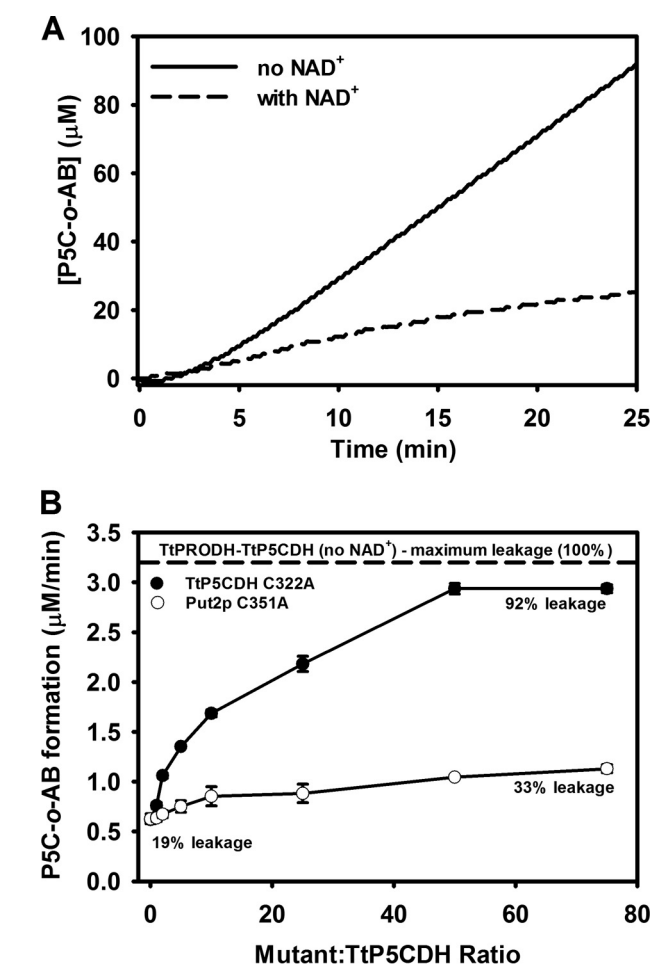 A
100
80
60
40
20
0
[P5C-o-AB] (μM)
no NAD+
with NAD+
0 5 10 15 20 25
Time (min)
B
3.5
3.0
2.5
2.0
1.5
1.0
0.5
0.0
P5C-o-AB formation (μM/min)
TtPRODH-TtP5CDH (no NAD+) - maximum leakage (100%)
TtP5CDH C322A
Put2p C351A
92% leakage
33% leakage
19% leakage
0 20 40 60 80
Mutant:TtP5CDH Ratio